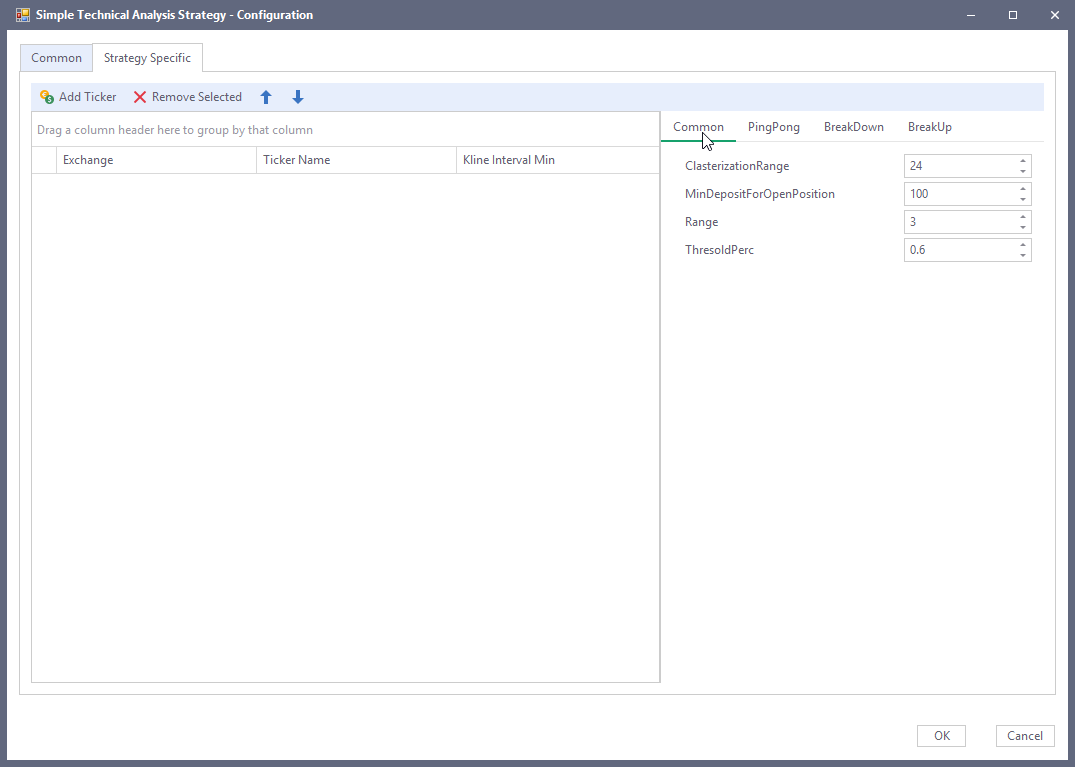 Simple Technical Analysis Strategy - Configuration
Common Strategy Specific
Add Ticker Remove Selected
Drag a column header here to group by that column
Exchange Ticker Name Kline Interval Min
Common PingPong BreakDown BreakUp
ClasterizationRange 24
MinDepositForOpenPosition 100
Range 3
ThresoldPerc 0.6
OK Cancel